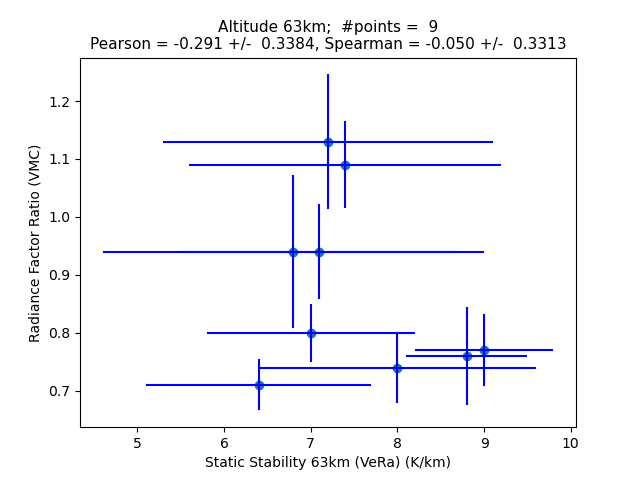 Altitude 63km;  #points =  9
Pearson = -0.291 +/-  0.3384, Spearman = -0.050 +/-  0.3313
1.2
1.1
1.0
0.9
0.8
0.7
Radiance Factor Ratio (VMC)
5 6 7 8 9 10
Static Stability 63km (VeRa) (K/km)